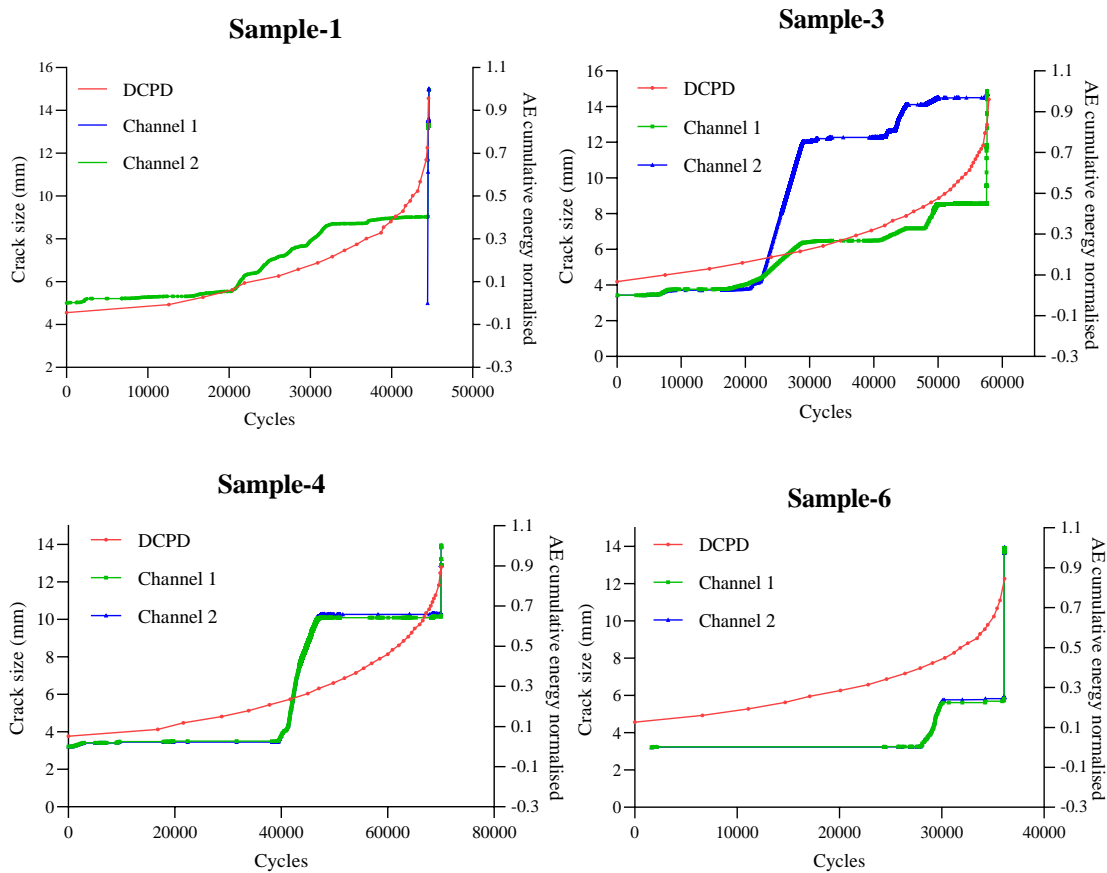 Sample-1
16
14
12
10
8
6
4
2
Crack size (mm)
DCPD
Channel 1
Channel 2
1.1
0.9
0.7
0.5
0.3
0.1
-0.1
-0.3
AE cumulative energy normalised
0 10000 20000 30000 40000 50000
Cycles
Sample-3
16
14
12
10
8
6
4
2
0
Crack size (mm)
DCPD
Channel 1
Channel 2
1.1
0.9
0.7
0.5
0.3
0.1
-0.1
-0.3
AE cumulative energy normalised
0 10000 20000 30000 40000 50000 60000
Cycles
Sample-4
14
12
10
8
6
4
2
0
Crack size (mm)
DCPD
Channel 1
Channel 2
1.1
0.9
0.7
0.5
0.3
0.1
-0.1
-0.3
AE cumulative energy normalised
0 20000 40000 60000 80000
Cycles
Sample-6
14
12
10
8
6
4
2
0
Crack size (mm)
DCPD
Channel 1
Channel 2
1.1
0.9
0.7
0.5
0.3
0.1
-0.1
-0.3
AE cumulative energy normalised
0 10000 20000 30000 40000
Cycles